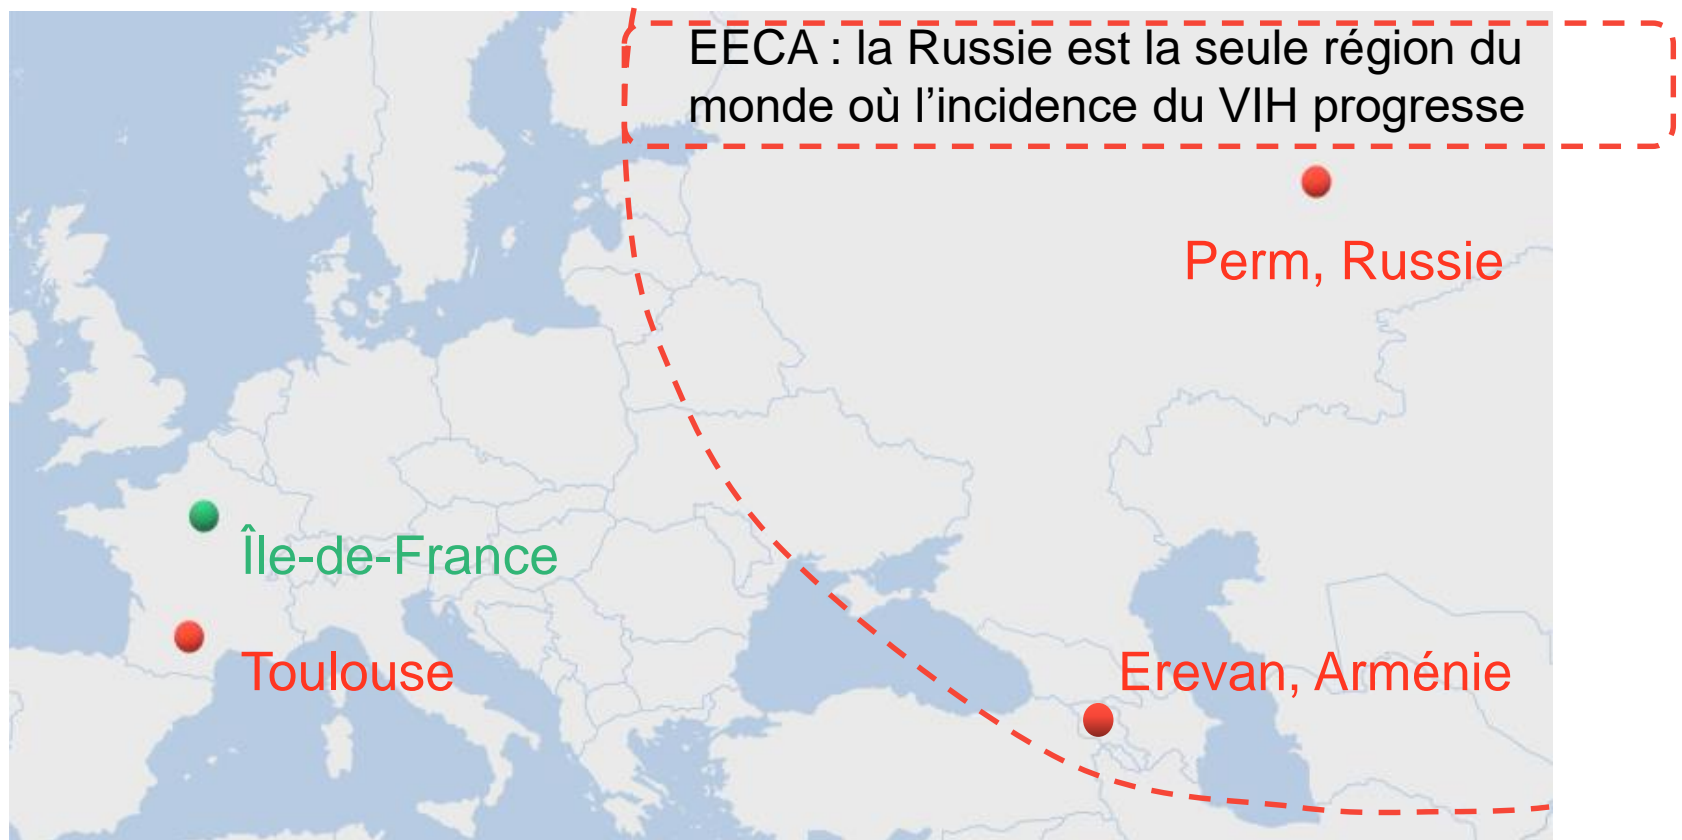 EECA : la Russie est la seule région du
monde où l’incidence du VIH progresse
Perm, Russie
Île-de-France
Toulouse
Erevan, Arménie